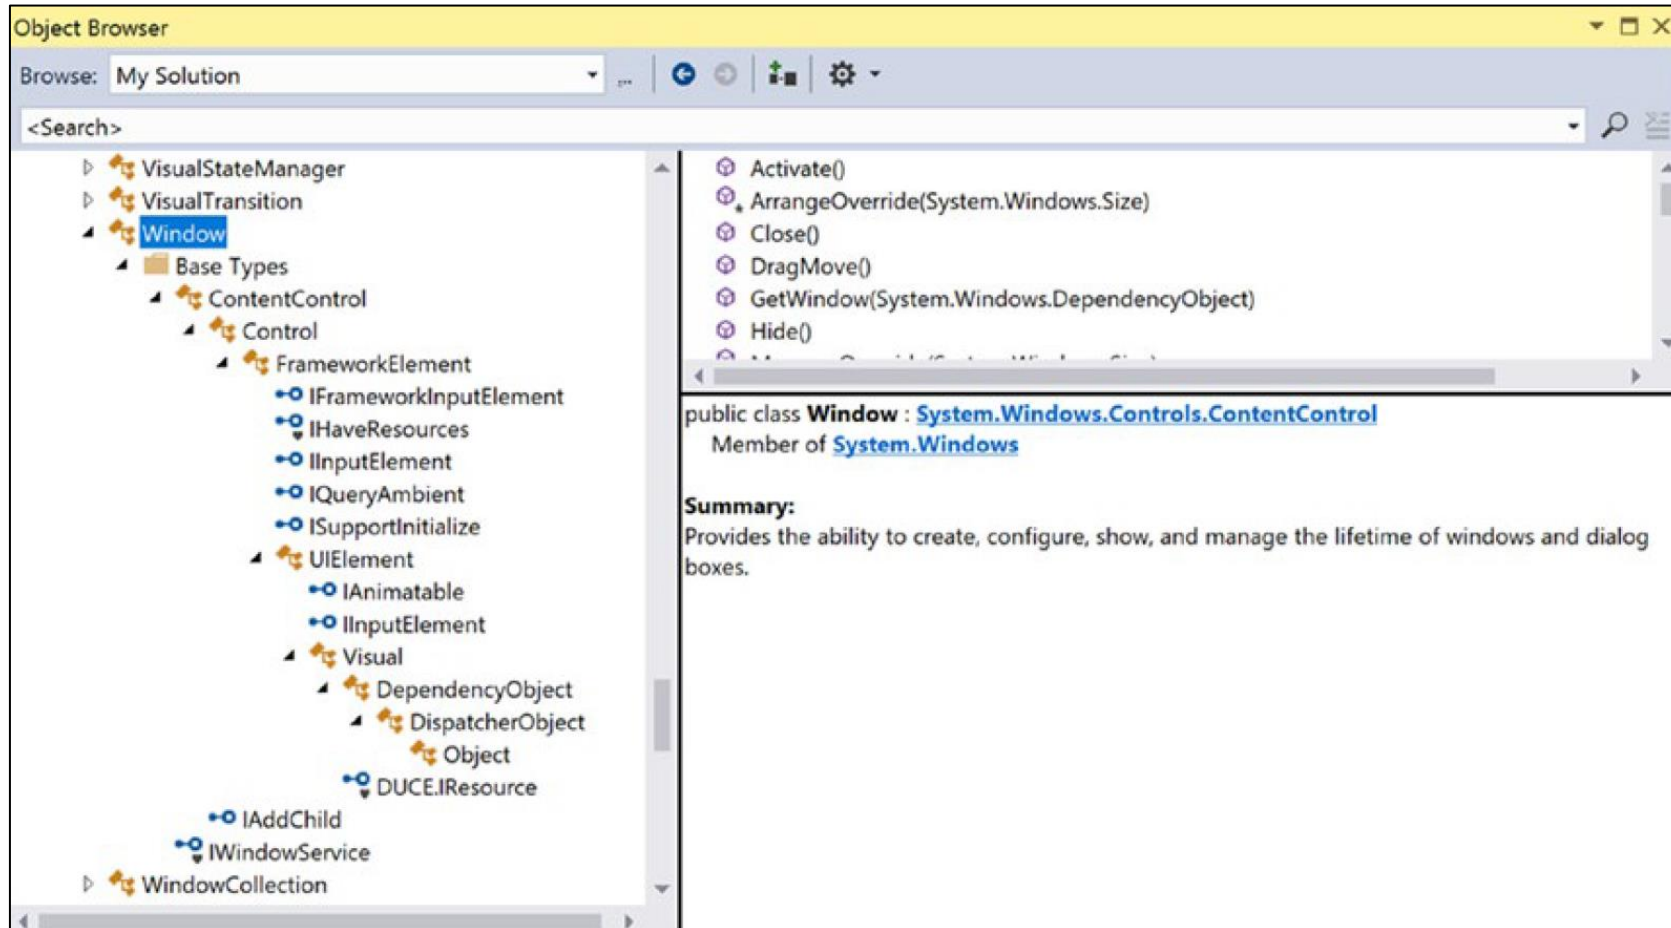 Object Browser
Browse: My Solution
...
<Search>
VisualStateManager
VisualTransition
Window
Base Types
ContentControl
Control
FrameworkElement
IFrameworkInputElement
IHaveResources
IInputElement
IQueryAmbient
ISupportInitialize
UIElement
IAnimatable
IInputElement
Visual
DependencyObject
DispatcherObject
Object
DUCE.IResource
IAddChild
IWindowService
WindowCollection
Activate()
ArrangeOverride(System.Windows.Size)
Close()
DragMove()
GetWindow(System.Windows.DependencyObject)
Hide()
public class Window : System.Windows.Controls.ContentControl
Member of System.Windows
Summary:
Provides the ability to create, configure, show, and manage the lifetime of windows and dialog
boxes.